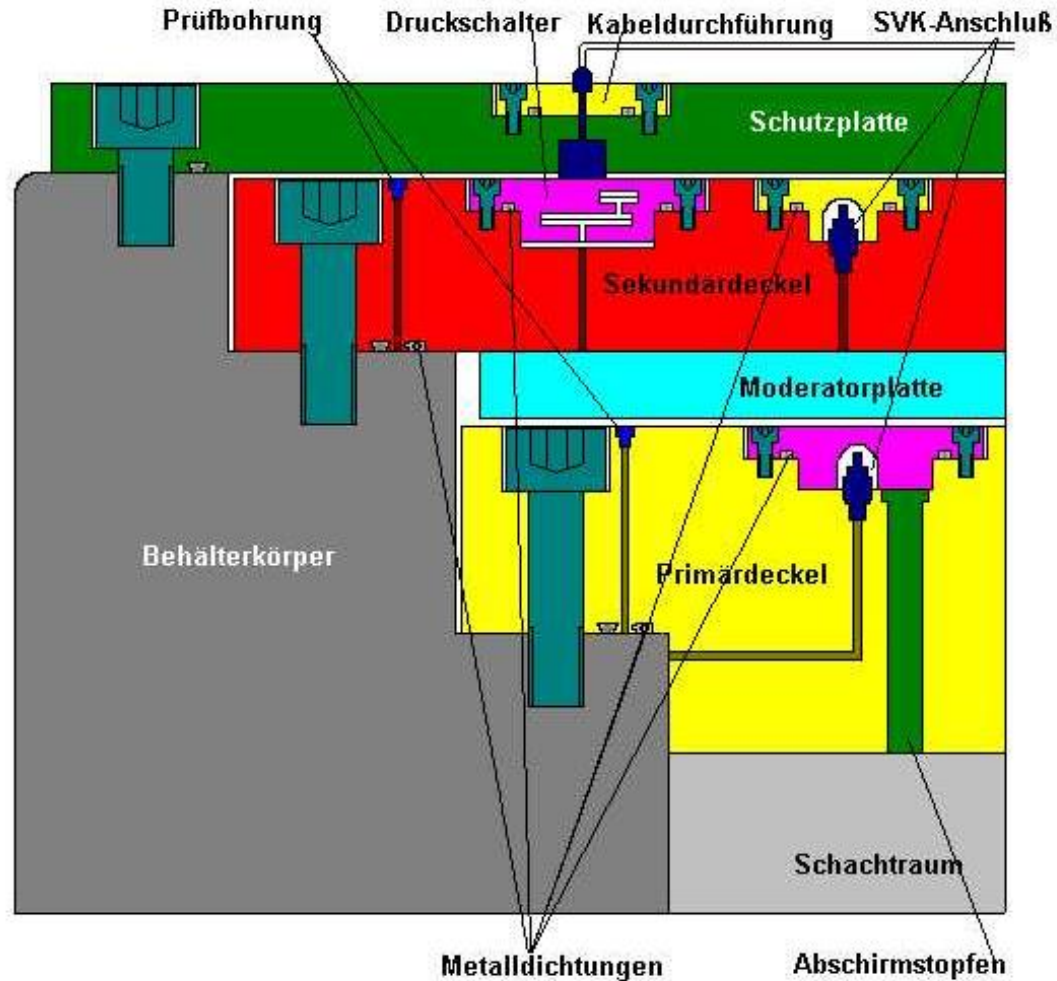 Prüfbohrung Druckschalter Kabeldurchführung SVK-Anschluß
Schutzplatte
Sekundärdeckel
Moderatorplatte
Behälterkörper
Primärdeckel
Schachtraum
Metalldichtungen
Abschirmstopfen